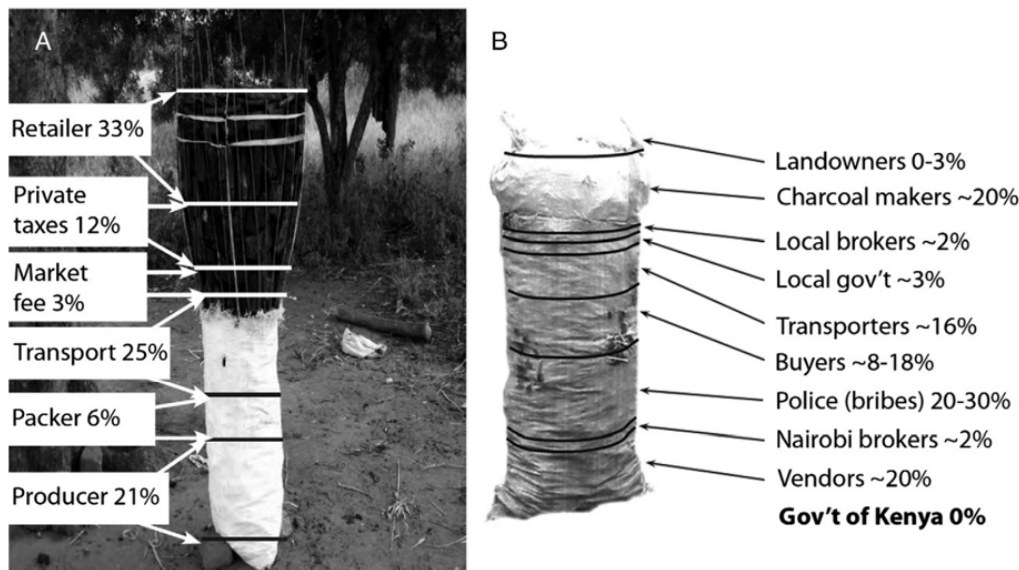 A
Retailer 33%
Private
taxes 12%
Market
fee 3%
Transport 25%
Packer 6%
Producer 21%
B
Landowners 0-3%
Charcoal makers ~20%
Local brokers ~2%
Local gov’t ~3%
Transporters ~16%
Buyers ~8-18%
Police (bribes) 20-30%
Nairobi brokers ~2%
Vendors ~20%
Gov’t of Kenya 0%